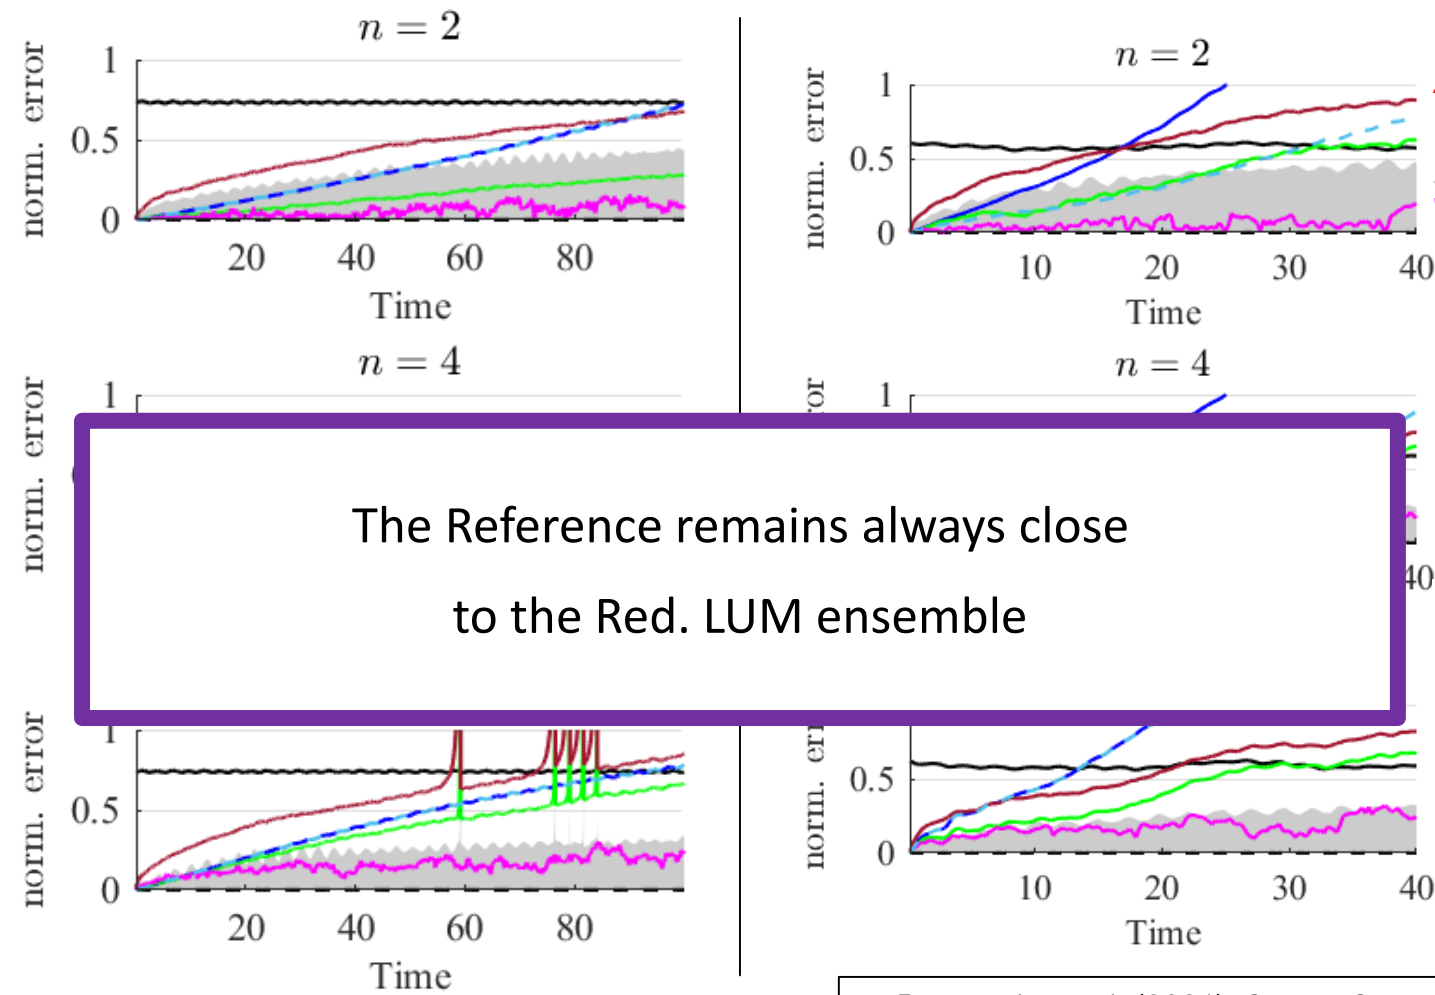 n = 2
norm. error
1
0.5
0
20 40 60 80
Time
n = 2
norm. error
1
0.5
0
10 20 30 40
Time
n = 4
norm. error
1
n = 4
1
40
The Reference remains always close
to the Red. LUM ensemble
norm. error
1
0.5
0
20 40 60 80
Time
norm.
0.5
0
10 20 30 40
Time